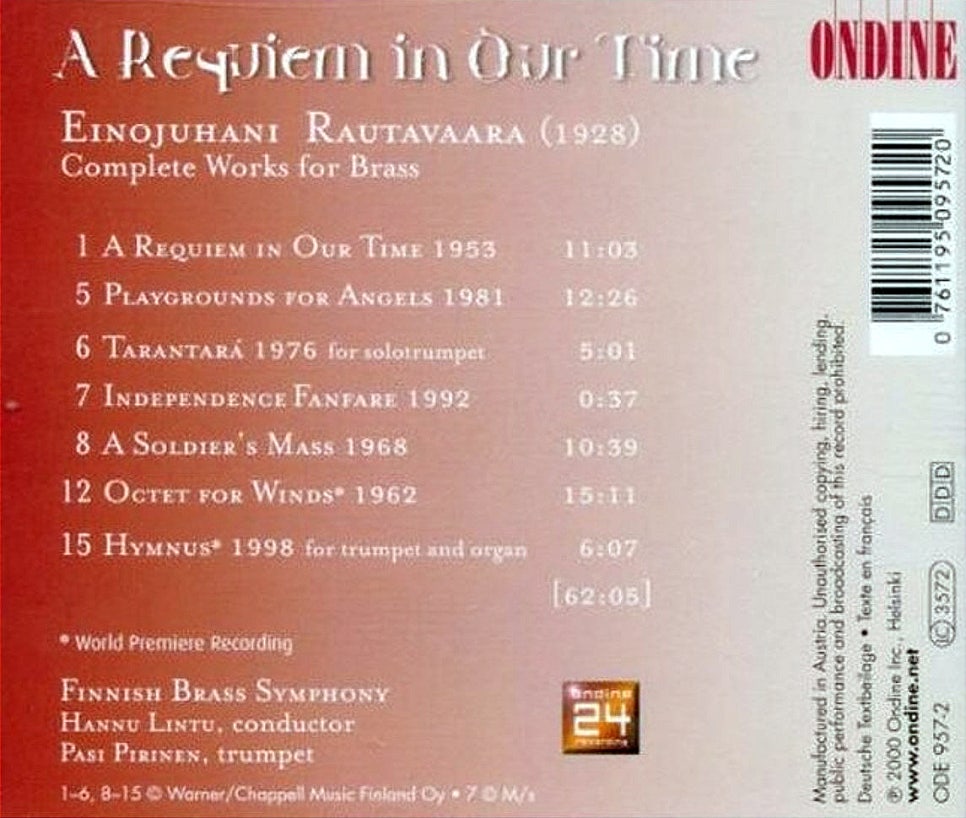 A Requiem in Our Time
ONDINE
EINOJUHANI RAUTAVAARA (1928)
Complete Works for Brass
1 A REQUIEM IN OUR TIME 1953 11:03
5 PLAYGROUNDS FOR ANGELS 1981 12:26
6 TARANTARÁ 1976 for solotrumpet 5:01
7 INDEPENDENCE FANFARE 1992 0:37
8 A SOLDIER'S MASS 1968 10:39
12 OCTET FOR WINDS* 1962 15:11
15 HYMNUS* 1998 for trumpet and organ 6:07
[62:05]
* World Premiere Recording
FINNISH BRASS SYMPHONY
HANNU LINTU, conductor
PASI PIRINEN, trumpet
ondine
24
recording
1–6, 8–15 © Warner/Chappell Music Finland Oy • 7 © M/s
0 761195 095720
Manufactured in Austria. Unauthorised copying, hiring, lending,
public performance and broadcasting of this record prohibited.
Deutsche Textbeilage • Texte en français
℗ 2000 Ondine Inc., Helsinki
www.ondine.net
ODE 957-2
LC 3572
DDD